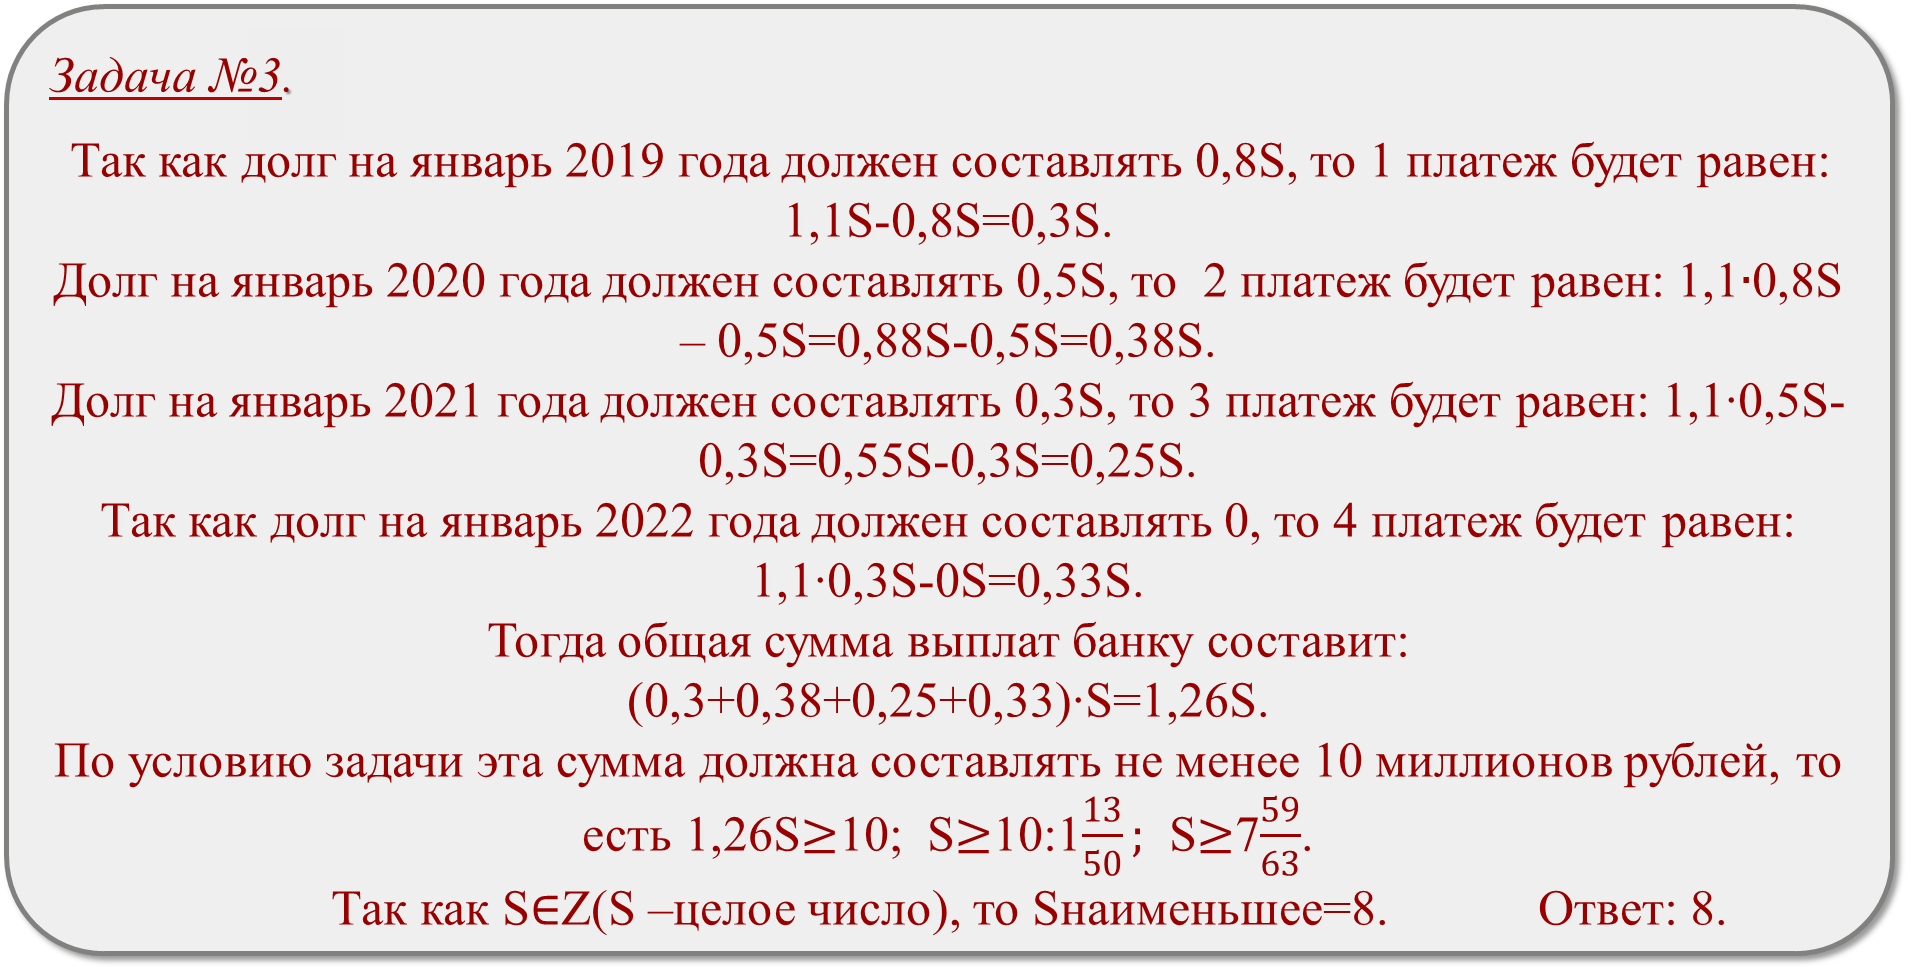 Задача №3.
Так как долг на январь 2019 года должен составлять 0,8S, то 1 платеж будет равен:
1,1S-0,8S=0,3S.
Долг на январь 2020 года должен составлять 0,5S, то  2 платеж будет равен: 1,1·0,8S
– 0,5S=0,88S-0,5S=0,38S.
Долг на январь 2021 года должен составлять 0,3S, то 3 платеж будет равен: 1,1·0,5S-
0,3S=0,55S-0,3S=0,25S.
Так как долг на январь 2022 года должен составлять 0, то 4 платеж будет равен:
1,1·0,3S-0S=0,33S.
Тогда общая сумма выплат банку составит:
(0,3+0,38+0,25+0,33)·S=1,26S.
По условию задачи эта сумма должна составлять не менее 10 миллионов рублей, то
есть 1,26S≥10;  S≥10:1 13/50 ;  S≥7 59/63.
Так как S∈Z(S –целое число), то Sнаименьшее=8. Ответ: 8.